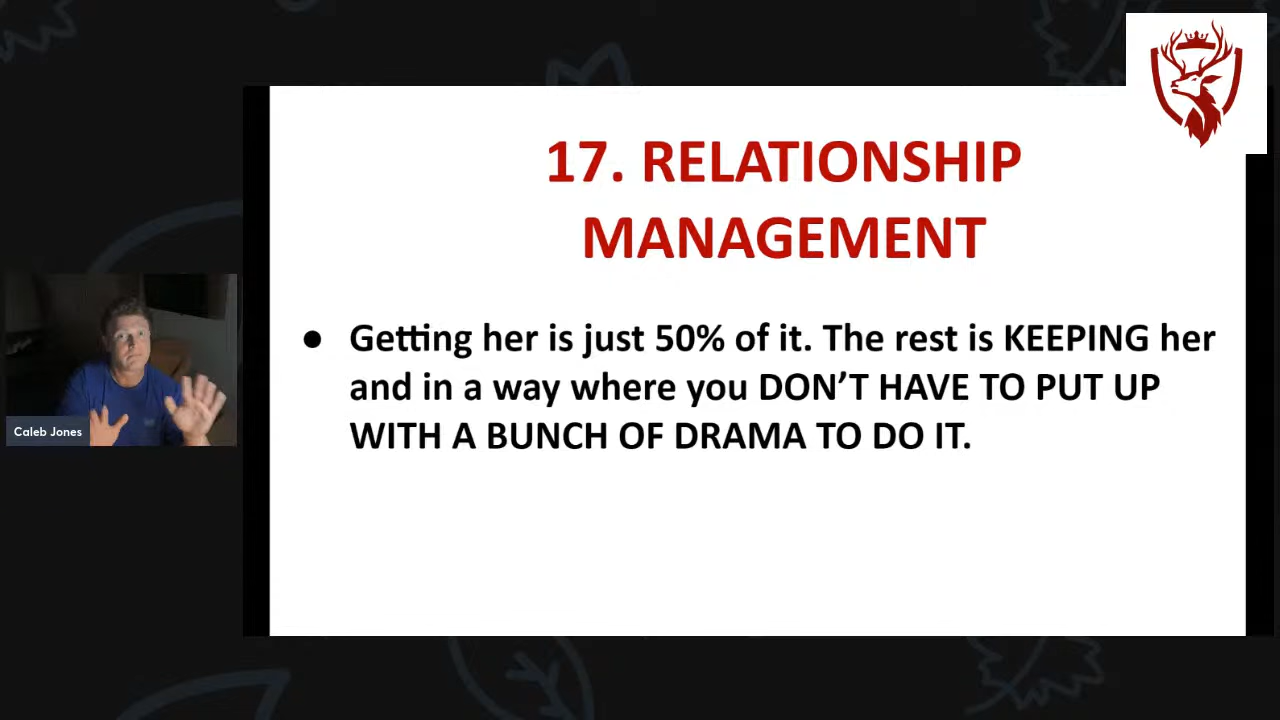 17. RELATIONSHIP
MANAGEMENT
● Getting her is just 50% of it. The rest is KEEPING her
and in a way where you DON’T HAVE TO PUT UP
WITH A BUNCH OF DRAMA TO DO IT.
Caleb Jones